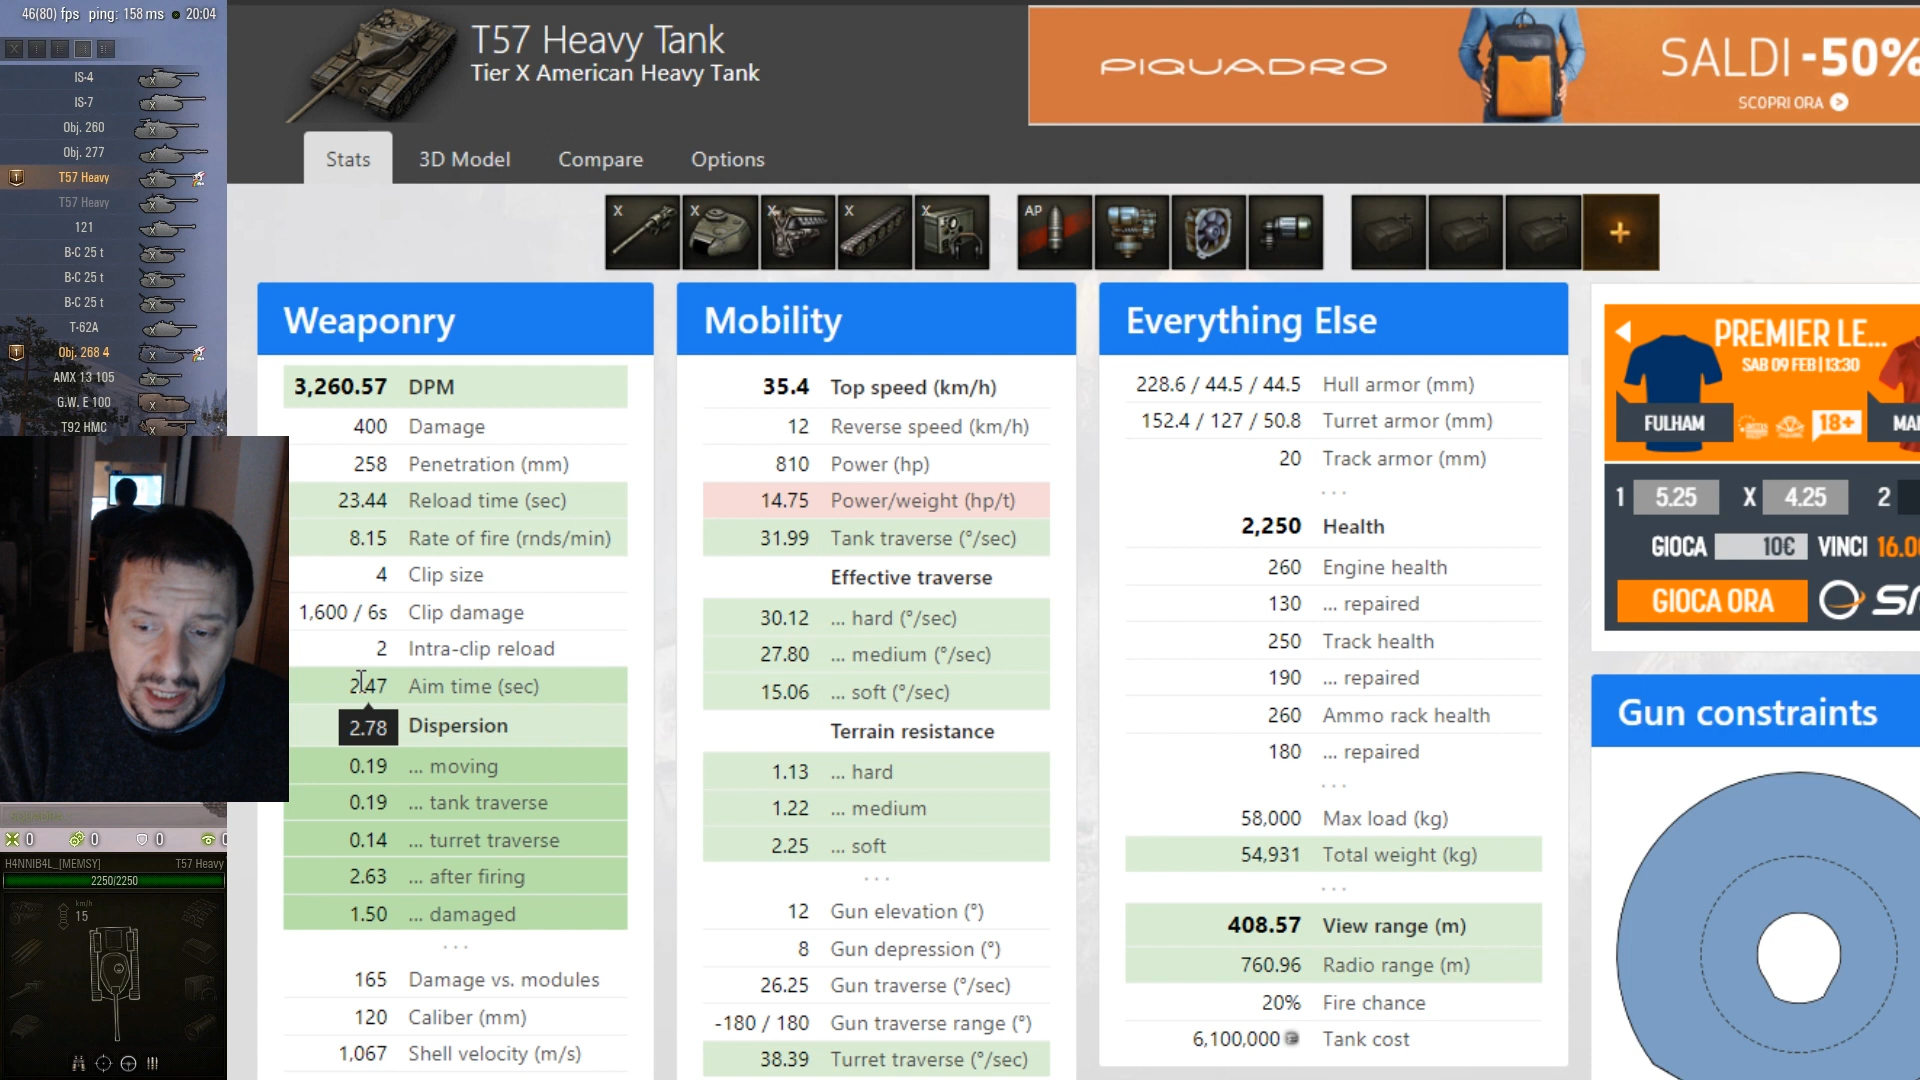 46(80) fps ping: 158 ms 20:04
IS-4
IS-7
Obj. 260
Obj. 277
T57 Heavy
T57 Heavy
121
B-C 25 t
B-C 25 t
B-C 25 t
T-62A
Obj. 268 4
AMX 13 105
G.W. E 100
T92 HMC
0 0 0 0
H4NNIB4L_[MEMSY] T57 Heavy
2250/2250
km/h
15
T57 Heavy Tank
Tier X American Heavy Tank
PIQUADRO
SALDI -50%
SCOPRI ORA
Stats 3D Model Compare Options
X X X X X AP
Weaponry
3,260.57 DPM
400 Damage
258 Penetration (mm)
23.44 Reload time (sec)
8.15 Rate of fire (rnds/min)
4 Clip size
1,600 / 6s Clip damage
2 Intra-clip reload
2.47 Aim time (sec)
2.78 Dispersion
0.19 ... moving
0.19 ... tank traverse
0.14 ... turret traverse
2.63 ... after firing
1.50 ... damaged
...
165 Damage vs. modules
120 Caliber (mm)
1,067 Shell velocity (m/s)
Mobility
35.4 Top speed (km/h)
12 Reverse speed (km/h)
810 Power (hp)
14.75 Power/weight (hp/t)
31.99 Tank traverse (°/sec)
Effective traverse
30.12 ... hard (°/sec)
27.80 ... medium (°/sec)
15.06 ... soft (°/sec)
Terrain resistance
1.13 ... hard
1.22 ... medium
2.25 ... soft
...
12 Gun elevation (°)
8 Gun depression (°)
26.25 Gun traverse (°/sec)
-180 / 180 Gun traverse range (°)
38.39 Turret traverse (°/sec)
Everything Else
228.6 / 44.5 / 44.5 Hull armor (mm)
152.4 / 127 / 50.8 Turret armor (mm)
20 Track armor (mm)
...
2,250 Health
260 Engine health
130 ... repaired
250 Track health
190 ... repaired
260 Ammo rack health
180 ... repaired
...
58,000 Max load (kg)
54,931 Total weight (kg)
...
408.57 View range (m)
760.96 Radio range (m)
20% Fire chance
6,100,000 Tank cost
PREMIER LE...
SAB 09 FEB | 13:30
FULHAM 18+ MAN
1 5.25 X 4.25 2
GIOCA 10€ VINCI 16.0
GIOCA ORA
Gun constraints